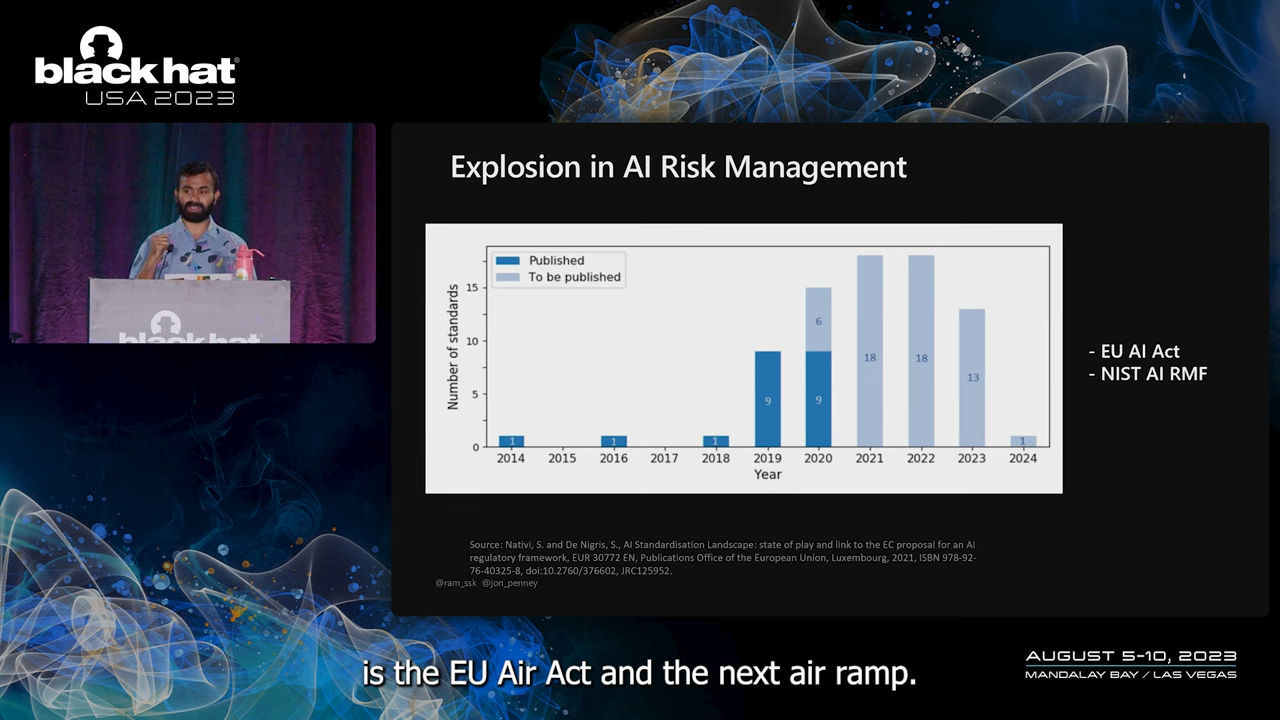 black hat®
USA 2023
black hat
Explosion in AI Risk Management
Published
To be published
Number of standards
15
10
5
0
1
1
1
9
9
6
18
18
13
1
2014 2015 2016 2017 2018 2019 2020 2021 2022 2023 2024
Year
- EU AI Act
- NIST AI RMF
Source: Nativi, S. and De Nigris, S., AI Standardisation Landscape: state of play and link to the EC proposal for an AI
regulatory framework, EUR 30772 EN, Publications Office of the European Union, Luxembourg, 2021, ISBN 978-92-
76-40325-8, doi:10.2760/376602, JRC125952.
@ram_ssk @jon_penney
is the EU Air Act and the next air ramp.
AUGUST 5-10, 2023
MANDALAY BAY / LAS VEGAS